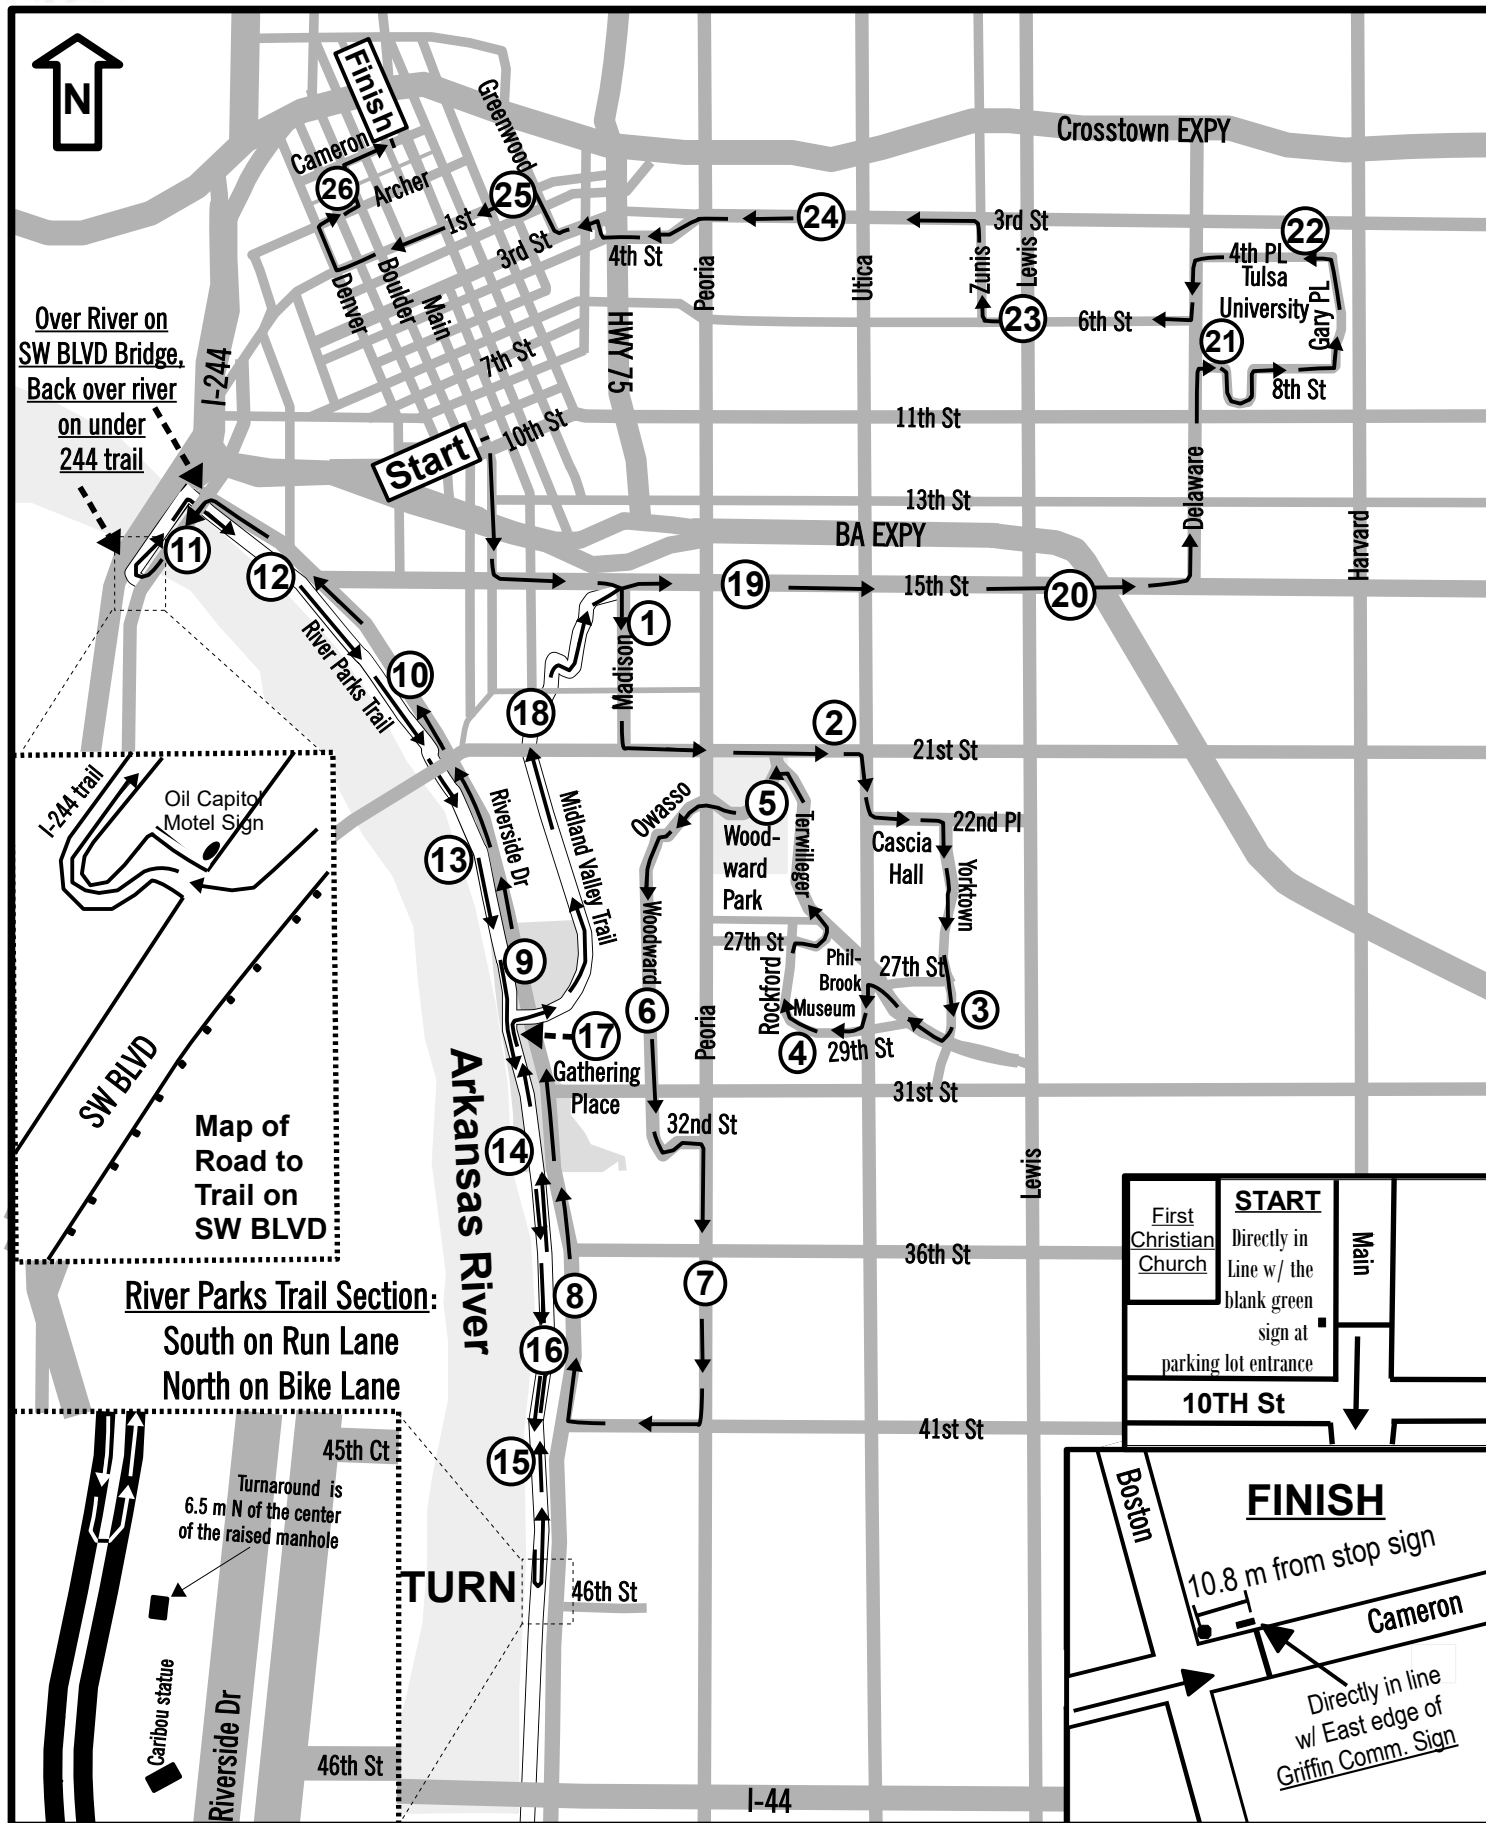 N
Finish
Cameron
26
Archer
Greenwood
25
1st
3rd St
4th St
Crosstown EXPY
24
3rd St
22
4th PL
Tulsa
University
Gary PL
Zunis
Lewis
Utica
Peoria
23
6th St
21
8th St
Denver
Boulder
Main
7th St
HWY 75
I-244
Over River on
SW BLVD Bridge,
Back over river
on under
244 trail
Start
10th St
11th St
13th St
Delaware
Harvard
BA EXPY
11
12
19
15th St
20
1
Madison
River Parks Trail
10
18
2
21st St
Riverside Dr
Midland Valley Trail
13
Owasso
5
Wood-
ward
Park
Terwilleger
22nd Pl
Cascia
Hall
Yorktown
Woodward
27th St
Rockford
Phil-
Brook
Museum
27th St
9
6
3
4
29th St
17
Gathering
Place
Peoria
31st St
32nd St
14
Lewis
Arkansas River
36th St
8
7
16
41st St
15
TURN
46th St
I-44
I-244 trail
Oil Capitol
Motel Sign
SW BLVD
Map of
Road to
Trail on
SW BLVD
River Parks Trail Section:
South on Run Lane
North on Bike Lane
45th Ct
Turnaround is
6.5 m N of the center
of the raised manhole
Caribou statue
Riverside Dr
46th St
First
Christian
Church
START
Directly in
Line w/ the
blank green
sign at
parking lot entrance
Main
10TH St
Boston
FINISH
10.8 m from stop sign
Cameron
Directly in line
w/ East edge of
Griffin Comm. Sign